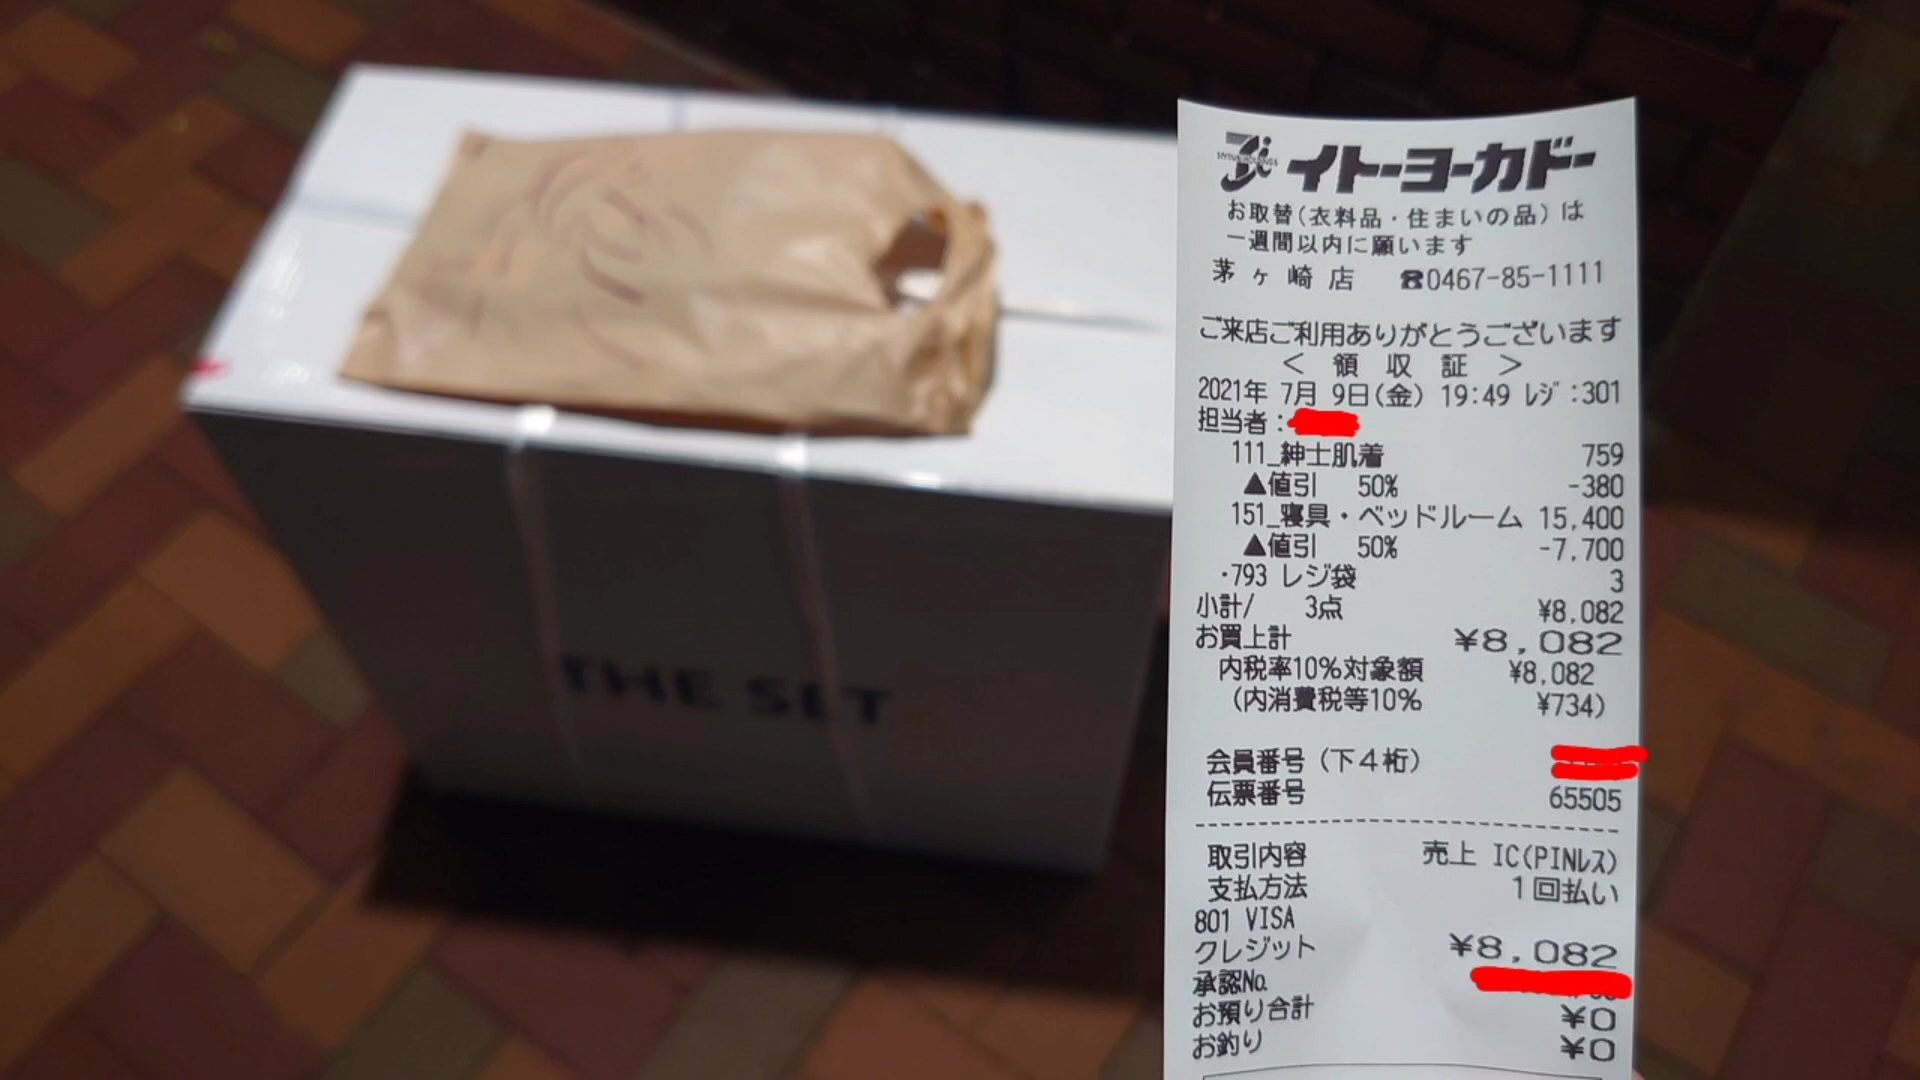 THE SET
イトーヨーカドー
お取替(衣料品・住まいの品)は
一週間以内に願います
茅ヶ崎店 ☎0467-85-1111
ご来店ご利用ありがとうございます
< 領 収 証 >
2021年 7月 9日(金) 19:49 レジ:301
担当者:
111_紳士肌着 759
▲値引 50% -380
151_寝具・ベッドルーム 15,400
▲値引 50% -7,700
・793 レジ袋 3
小計/ 3点 ¥8,082
お買上計 ¥8,082
内税率10%対象額 ¥8,082
(内消費税等10% ¥734)
会員番号(下4桁)
伝票番号 65505
取引内容 売上 IC(PINレス)
支払方法 1回払い
801 VISA
クレジット ¥8,082
承認No.
お預り合計 ¥0
お釣り ¥0